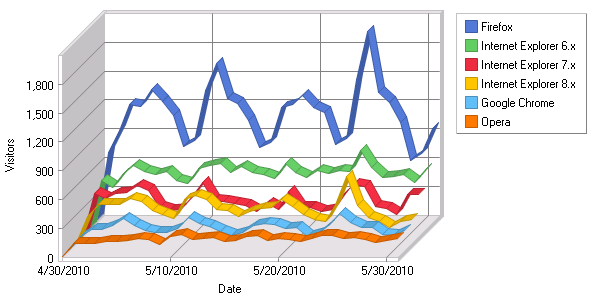 Firefox
Internet Explorer 6.x
Internet Explorer 7.x
Internet Explorer 8.x
Google Chrome
Opera
Visitors
1,800
1,500
1,200
900
600
300
0
4/30/2010 5/10/2010 5/20/2010 5/30/2010
Date